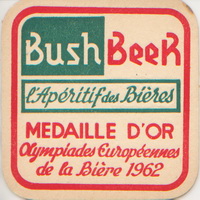 Bush Beer
l'Apéritif des Bières
MEDAILLE D'OR
Olympiades Européennes
de la Bière 1962